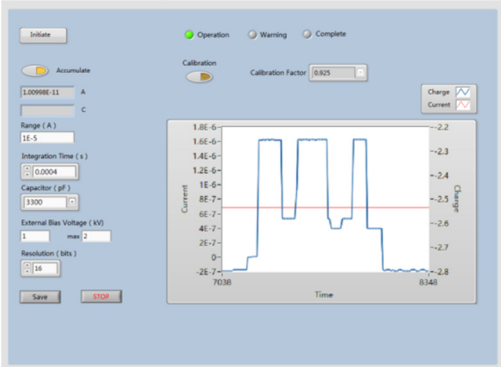 Initiate
Operation
Warning
Complete
Calibration
Accumulate
Calibration Factor
0.925
1.00998E-11 A
C
Charge
Current
Range ( A )
1E-5
Integration Time ( s )
0.0004
Capacitor ( pF )
3300
External Bias Voltage ( kV)
1 max 2
Resolution ( bits )
16
Save
STOP
1.8E-6
1.6E-6
1.4E-6
1.2E-6
1E-6
8E-7
6E-7
4E-7
2E-7
0
-2E-7
Current
-2.2
-2.3
-2.4
-2.5
-2.6
-2.7
-2.8
Charge
7038
8348
Time